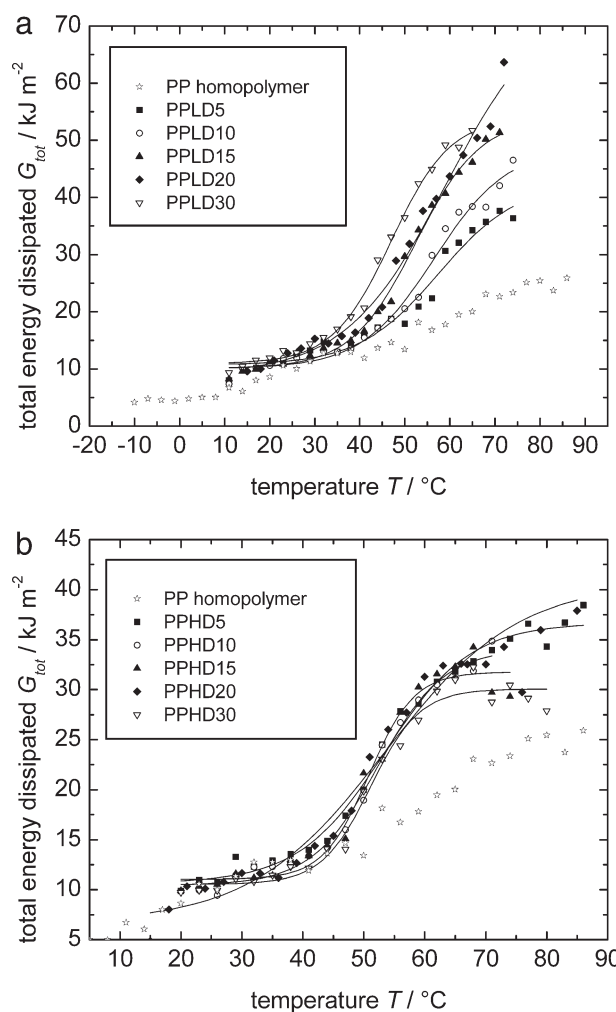 a
70
60
50
40
30
20
10
0
total energy dissipated G_tot / kJ m⁻²
PP homopolymer
PPLD5
PPLD10
PPLD15
PPLD20
PPLD30
-20 -10 0 10 20 30 40 50 60 70 80 90
temperature T / °C
b
45
40
35
30
25
20
15
10
5
total energy dissipated G_tot / kJ m⁻²
PP homopolymer
PPHD5
PPHD10
PPHD15
PPHD20
PPHD30
10 20 30 40 50 60 70 80 90
temperature T / °C